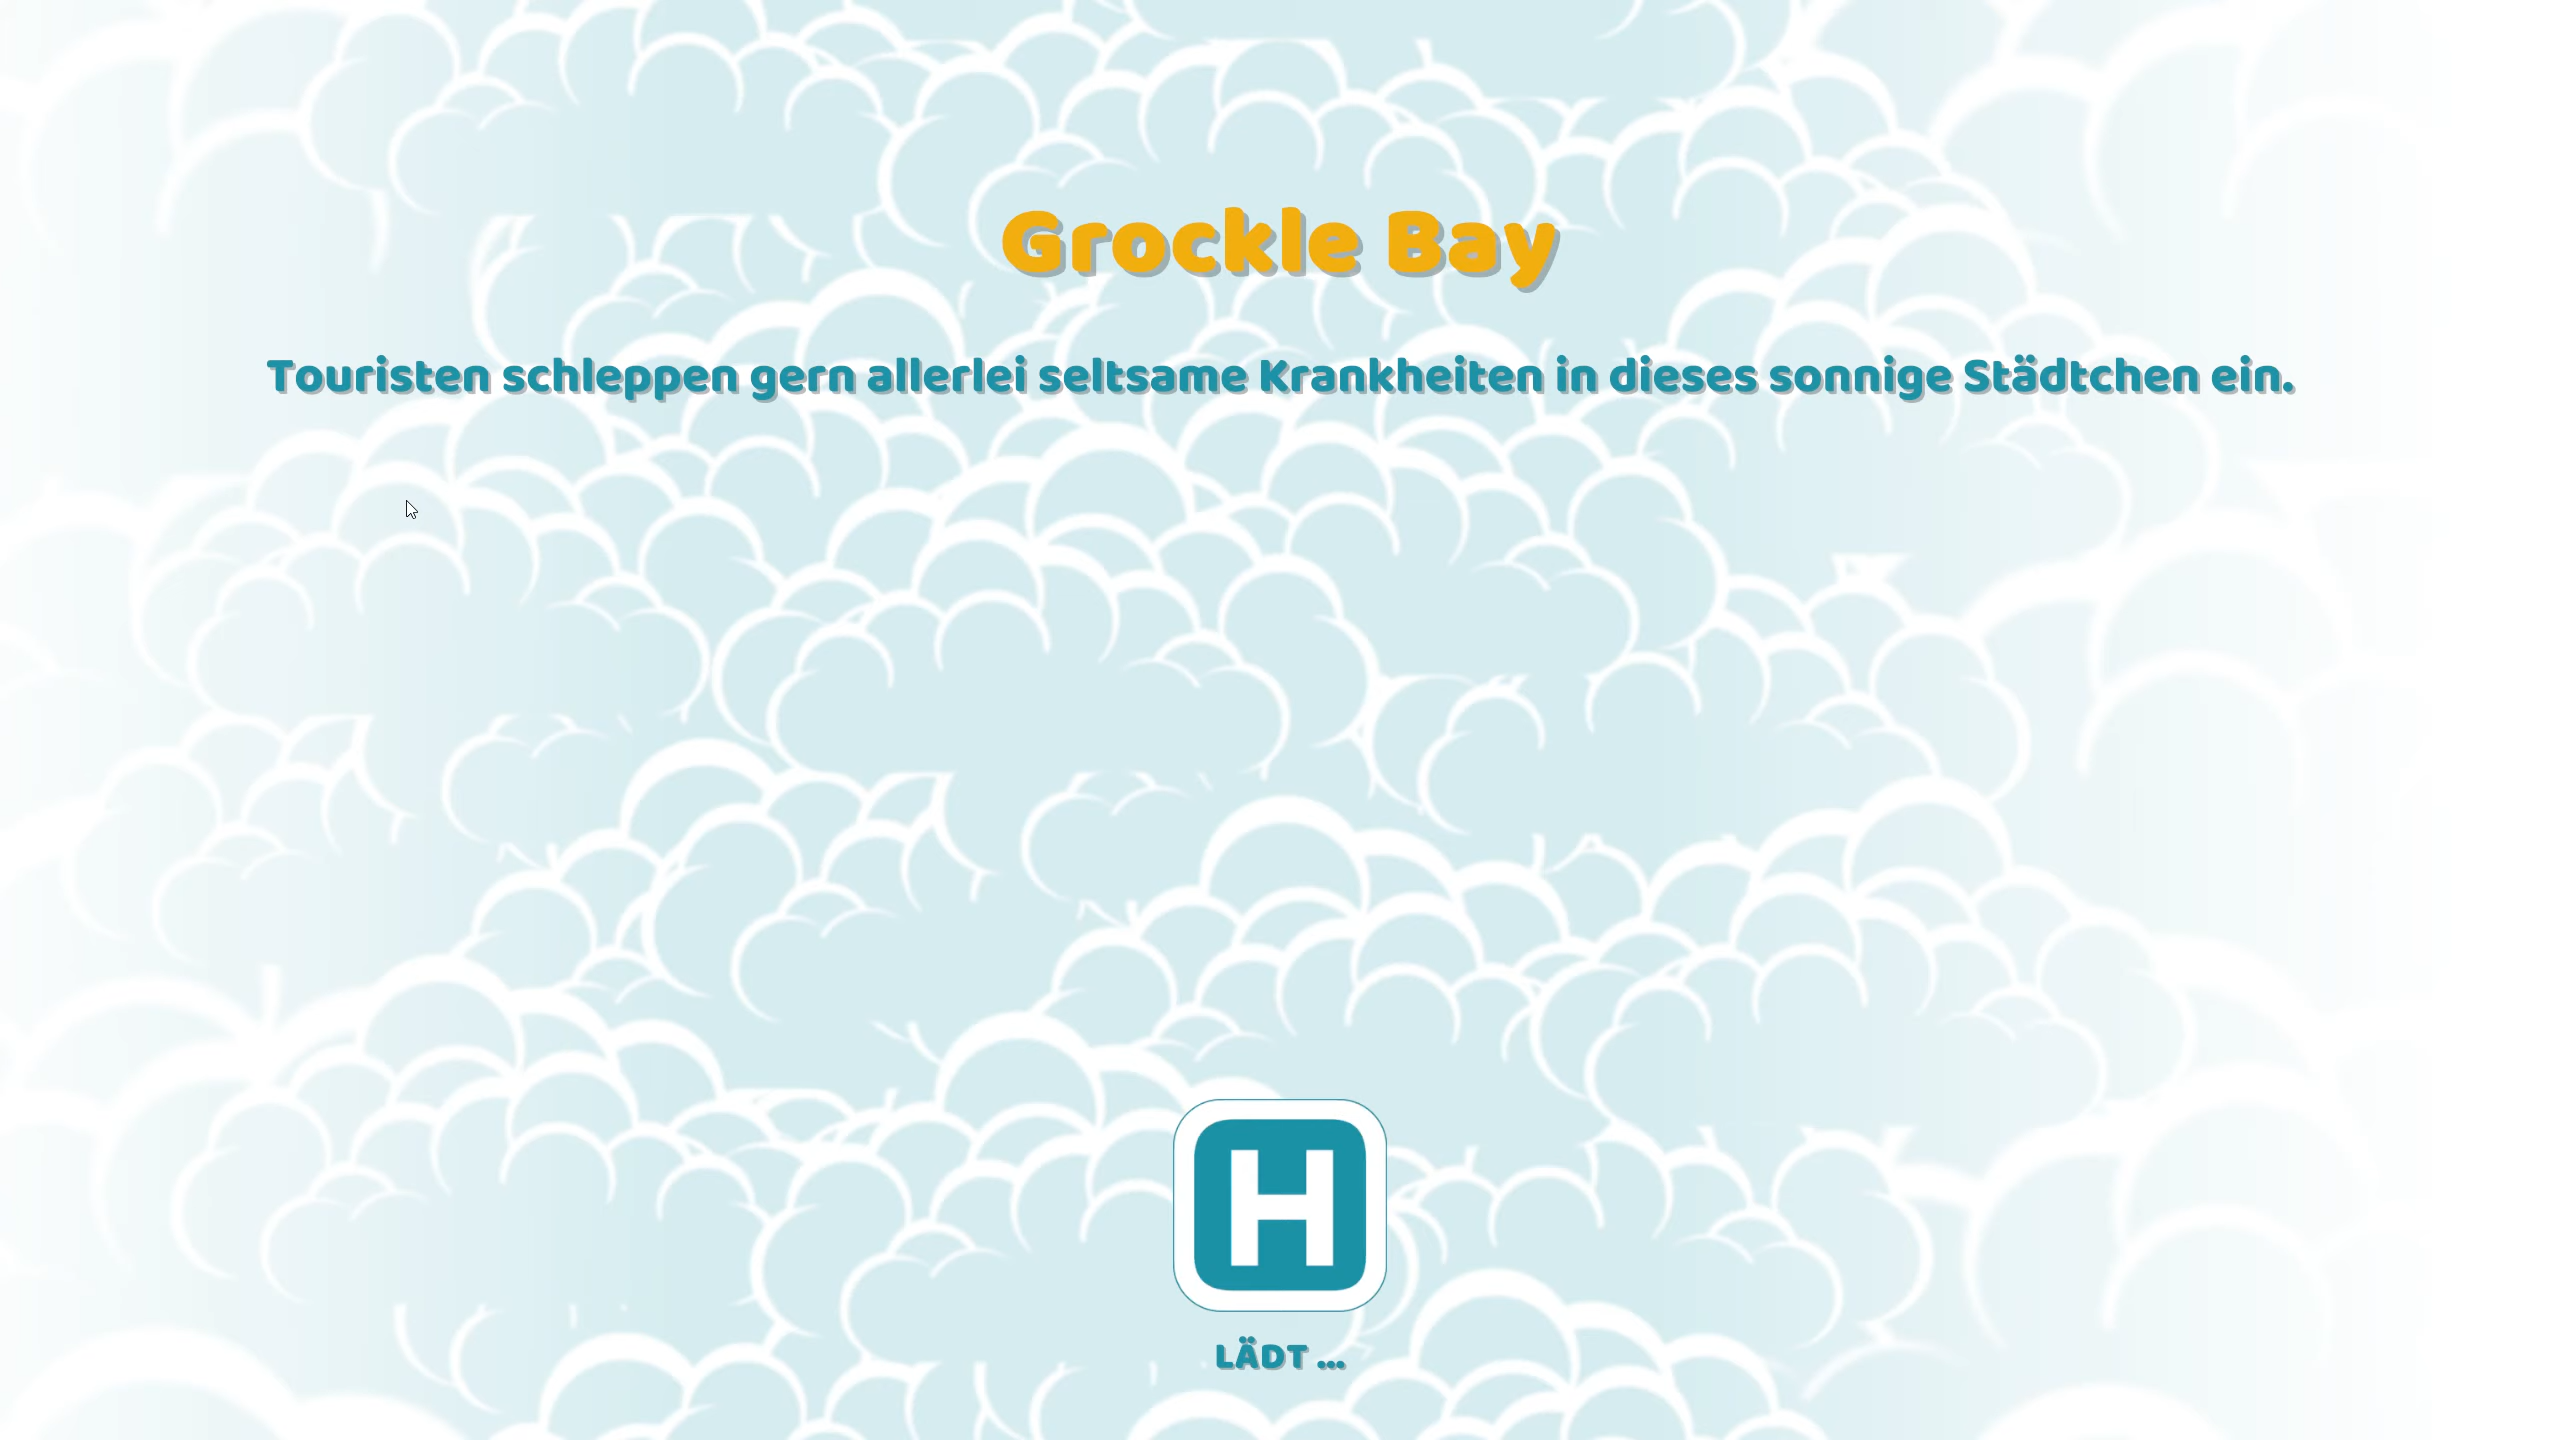 Grockle Bay
Touristen schleppen gern allerlei seltsame Krankheiten in dieses sonnige Städtchen ein.
H
LÄDT ...